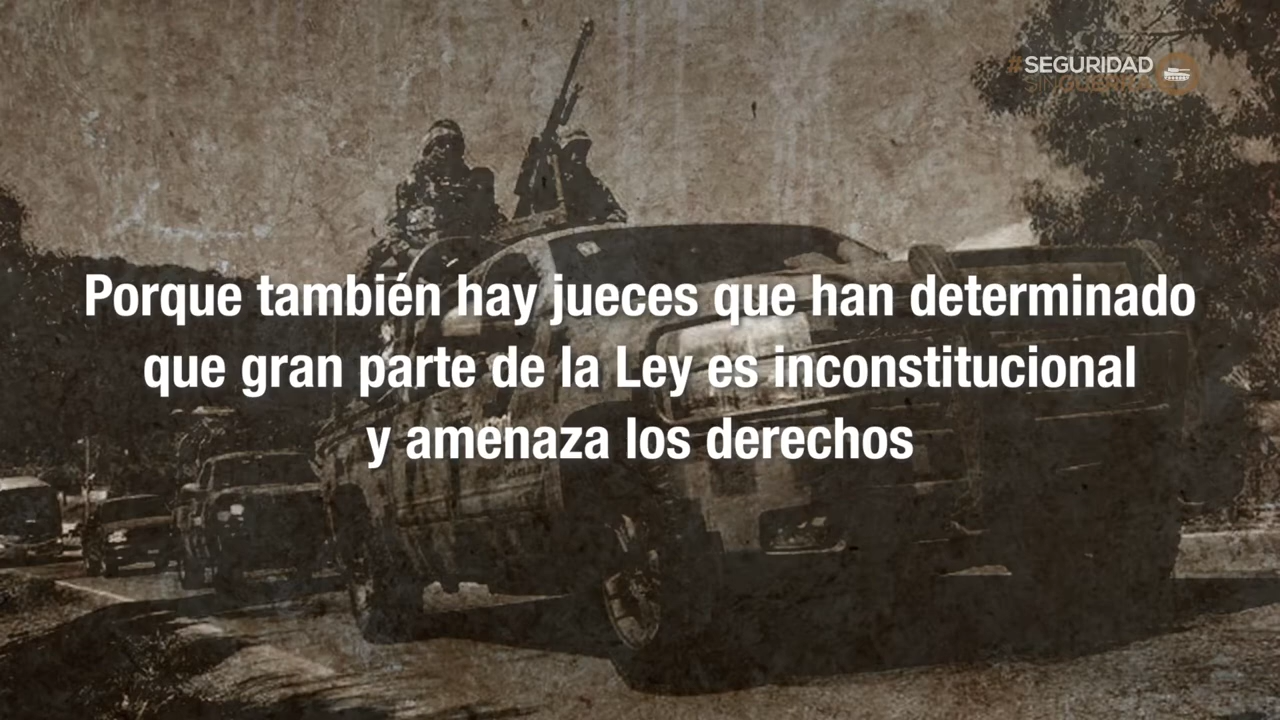 #SEGURIDAD
SINGUERRA
Porque también hay jueces que han determinado
que gran parte de la Ley es inconstitucional
y amenaza los derechos